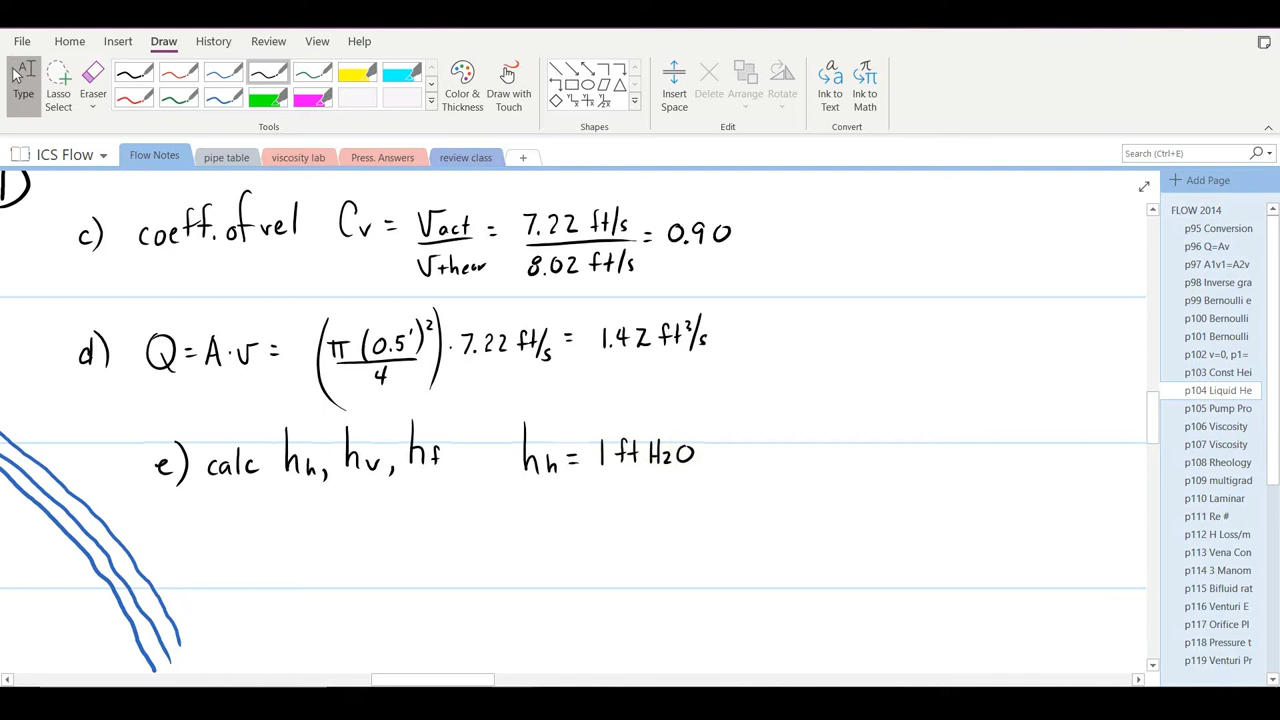 File Home Insert Draw History Review View Help
Type Lasso Select Eraser Color & Thickness Draw with Touch Insert Space Delete Arrange Rotate Ink to Text Ink to Math
Tools Shapes Edit Convert
ICS Flow Flow Notes pipe table viscosity lab Press. Answers review class + Search (Ctrl+E)
Add Page
FLOW 2014
p95 Conversion
p96 Q=Av
p97 A1v1=A2v
p98 Inverse gra
p99 Bernoulli e
p100 Bernoulli
p101 Bernoulli
p102 v=0, p1=
p103 Const Hei
p104 Liquid He
p105 Pump Pro
p106 Viscosity
p107 Viscosity
p108 Rheology
p109 multigrad
p110 Laminar
p111 Re #
p112 H Loss/m
p113 Vena Con
p114 3 Manom
p115 Bifluid rat
p116 Venturi E
p117 Orifice Pl
p118 Pressure t
p119 Venturi Pr
c) coeff. of vel Cv = Vact / Vtheor = 7.22 ft/s / 8.02 ft/s = 0.90
d) Q = A·v = (π (0.5')² / 4) · 7.22 ft/s = 1.42 ft³/s
e) calc hh, hv, hf hh = 1 ft H2O